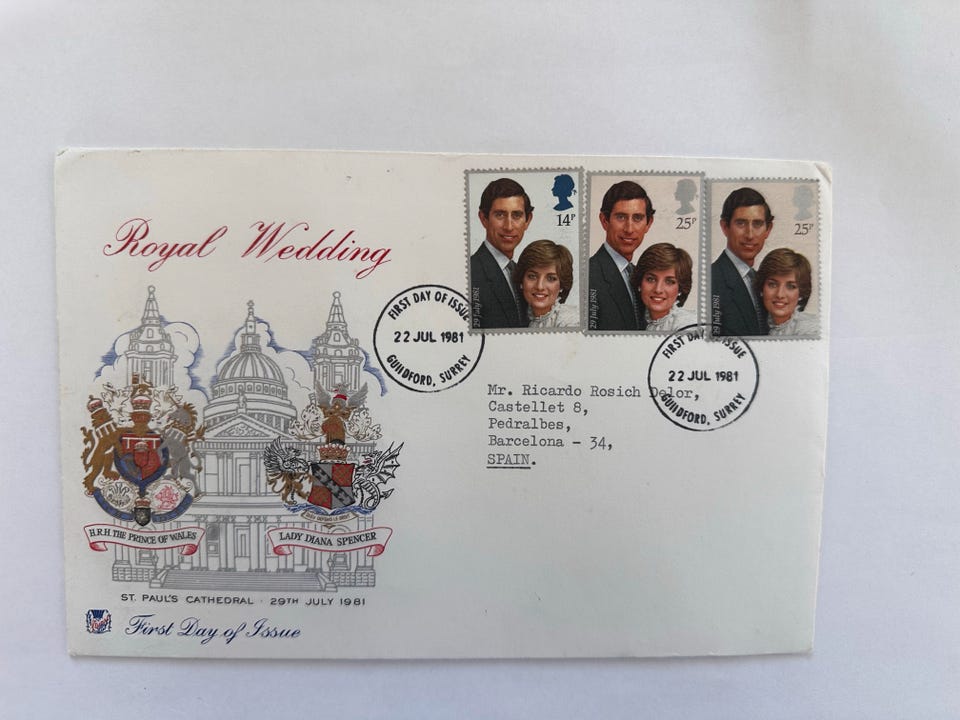 Royal Wedding
14P
29 July 1981
25P
29 July 1981
25P
29 July 1981
FIRST DAY OF ISSUE
22 JUL 1981
GUILDFORD, SURREY
FIRST DAY OF ISSUE
22 JUL 1981
GUILDFORD, SURREY
Mr. Ricardo Rosich Delor,
Castellet 8,
Pedralbes,
Barcelona - 34,
SPAIN.
H.R.H. THE PRINCE OF WALES
LADY DIANA SPENCER
ST. PAUL'S CATHEDRAL · 29TH JULY 1981
First Day of Issue